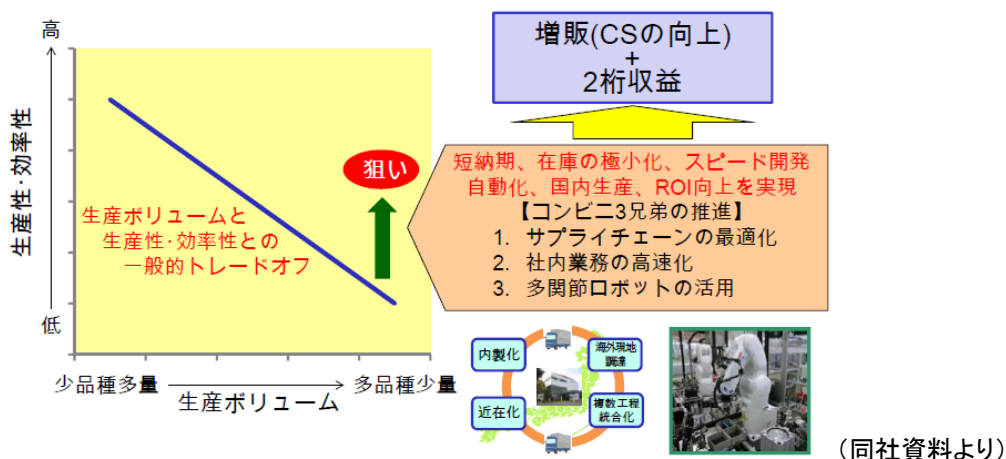 高
生産性･効率性
低
生産ボリュームと
生産性･効率性との
一般的トレードオフ
狙い
少品種多量
多品種少量
生産ボリューム
増販(CSの向上)
+
2桁収益
短納期、在庫の極小化、スピード開発
自動化、国内生産、ROI向上を実現
【コンビニ3兄弟の推進】
1. サプライチェーンの最適化
2. 社内業務の高速化
3. 多関節ロボットの活用
内製化
海外現地
調達
近在化
複数工程
統合化
(同社資料より)